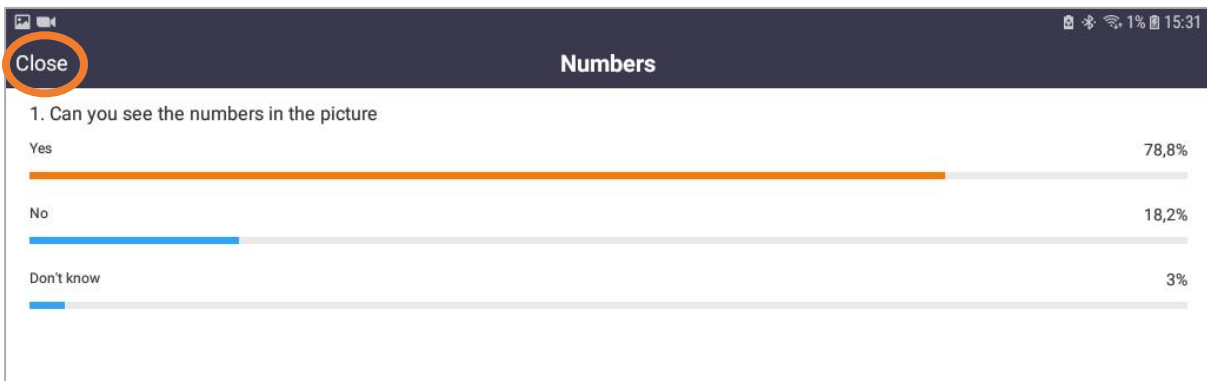 1% 15:31
Close
Numbers
1. Can you see the numbers in the picture
Yes 78,8%
No 18,2%
Don't know 3%